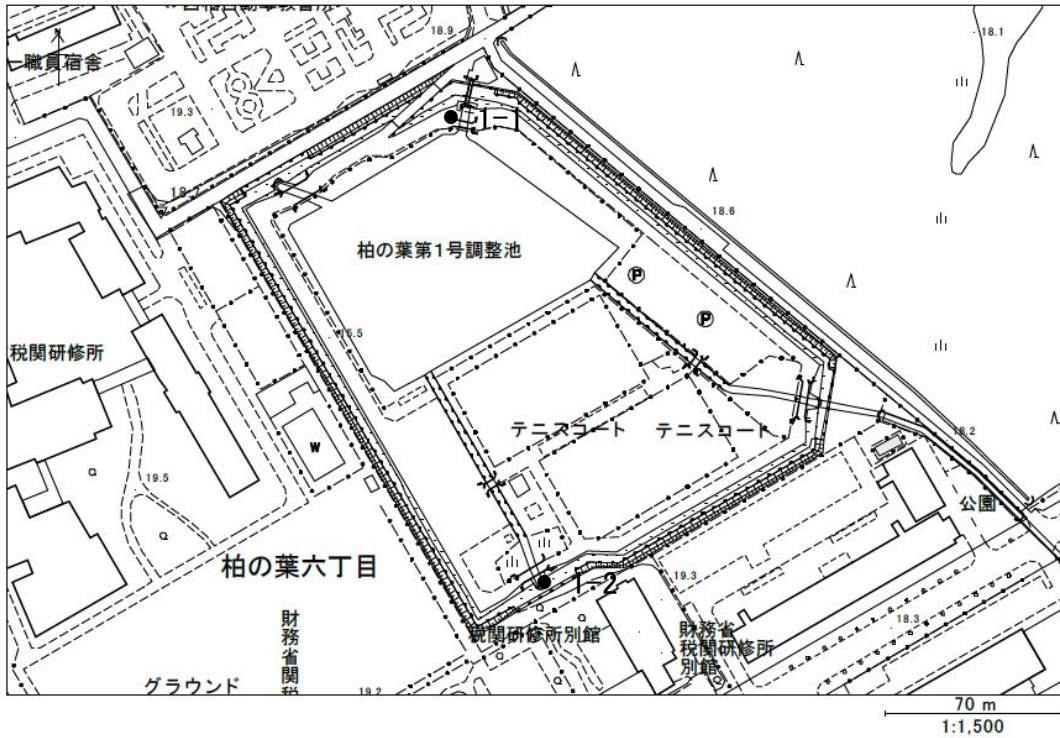 18.9
18.1
職員宿舎
19.3
1-1
18.7
18.6
柏の葉第1号調整池
P
P
15.5
税関研修所
テニスコート
テニスコート
18.2
W
19.5
公園
柏の葉六丁目
19.3
1-2
18.3
税関研修所別館
財務省
税関研修所
別館
財務省関税
グラウンド
19.2
70 m
1:1,500